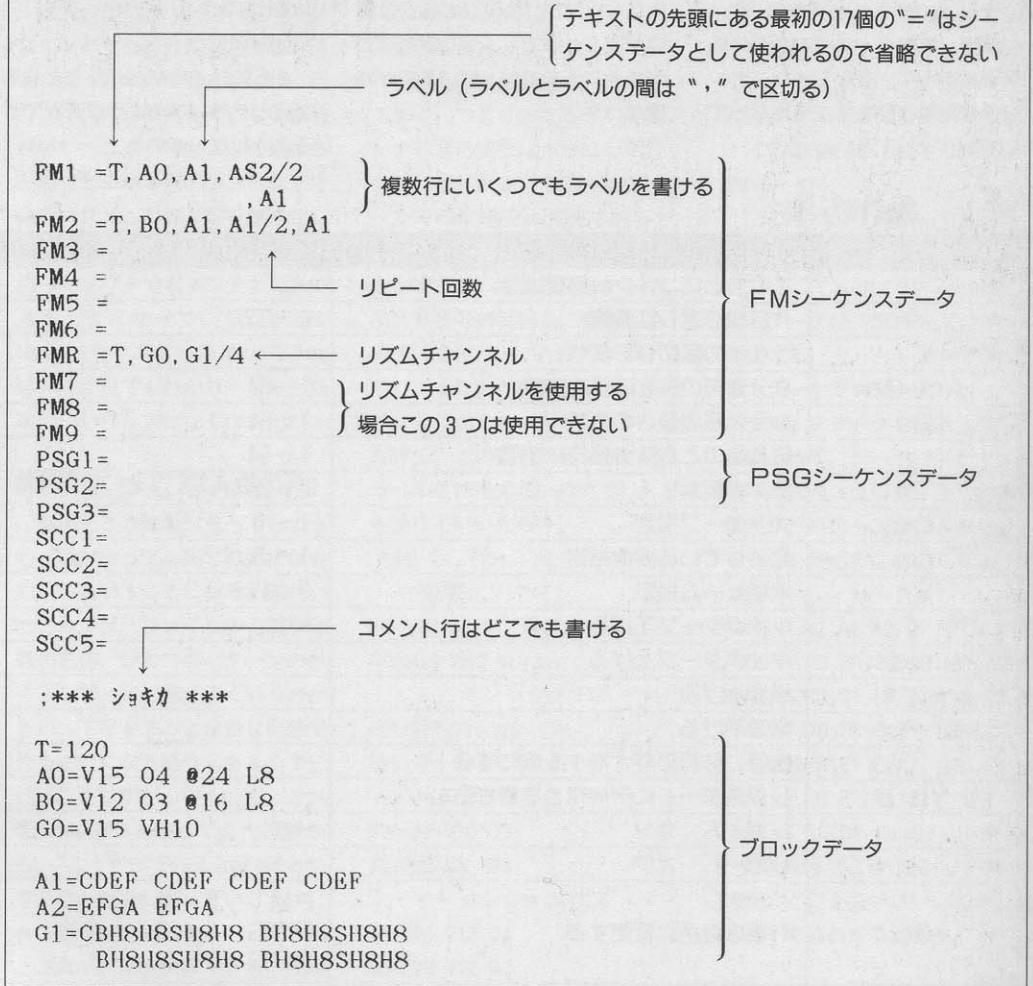 テキストの先頭にある最初の17個の“=”はシー
ケンスデータとして使われるので省略できない
ラベル（ラベルとラベルの間は“,”で区切る）
FM1 =T,A0,A1,AS2/2
,A1
複数行にいくつでもラベルを書ける
FM2 =T,B0,A1,A1/2,A1
FM3 =
FM4 =
リピート回数
FM5 =
FMシーケンスデータ
FM6 =
FMR =T,G0,G1/4 ←
リズムチャンネル
FM7 =
リズムチャンネルを使用する
FM8 =
場合この3つは使用できない
FM9 =
PSG1=
PSG2=
PSGシーケンスデータ
PSG3=
SCC1=
SCC2=
SCC3=
SCC4=
SCC5=
コメント行はどこでも書ける
;*** ショキカ ***
T=120
A0=V15 O4 @24 L8
B0=V12 O3 @16 L8
G0=V15 VH10
ブロックデータ
A1=CDEF CDEF CDEF CDEF
A2=EFGA EFGA
G1=CBH8H8SH8H8 BH8H8SH8H8
BH8H8SH8H8 BH8H8SH8H8